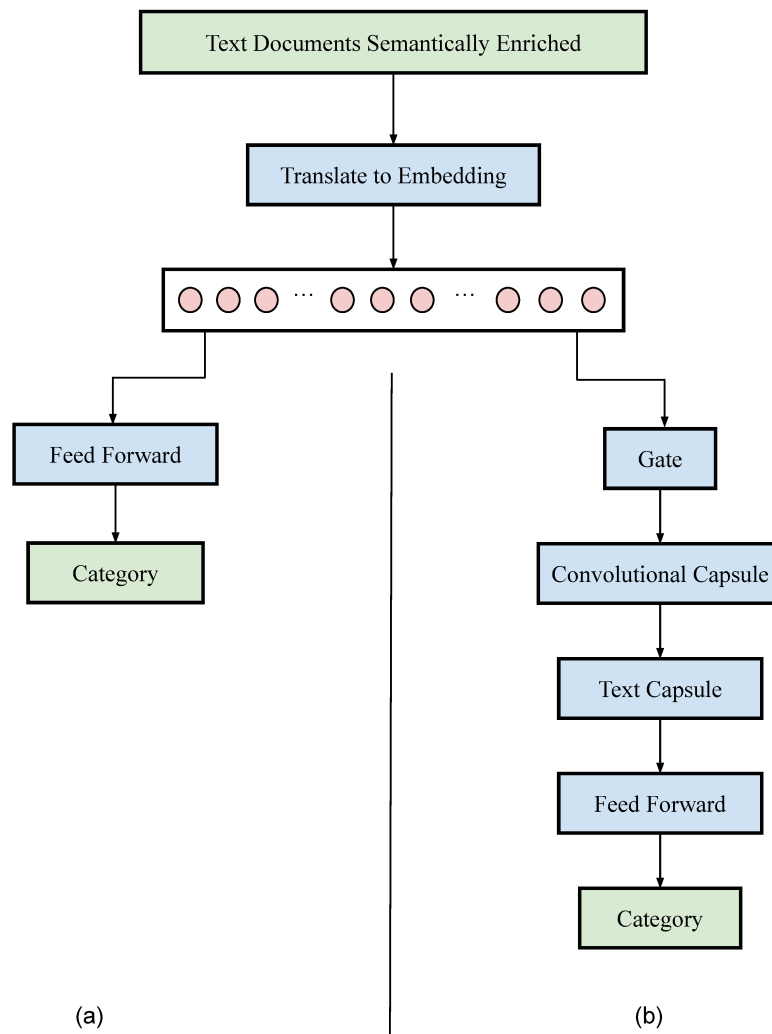 Text Documents Semantically Enriched
Translate to Embedding
... ...
Feed Forward
Category
Gate
Convolutional Capsule
Text Capsule
Feed Forward
Category
(a)
(b)